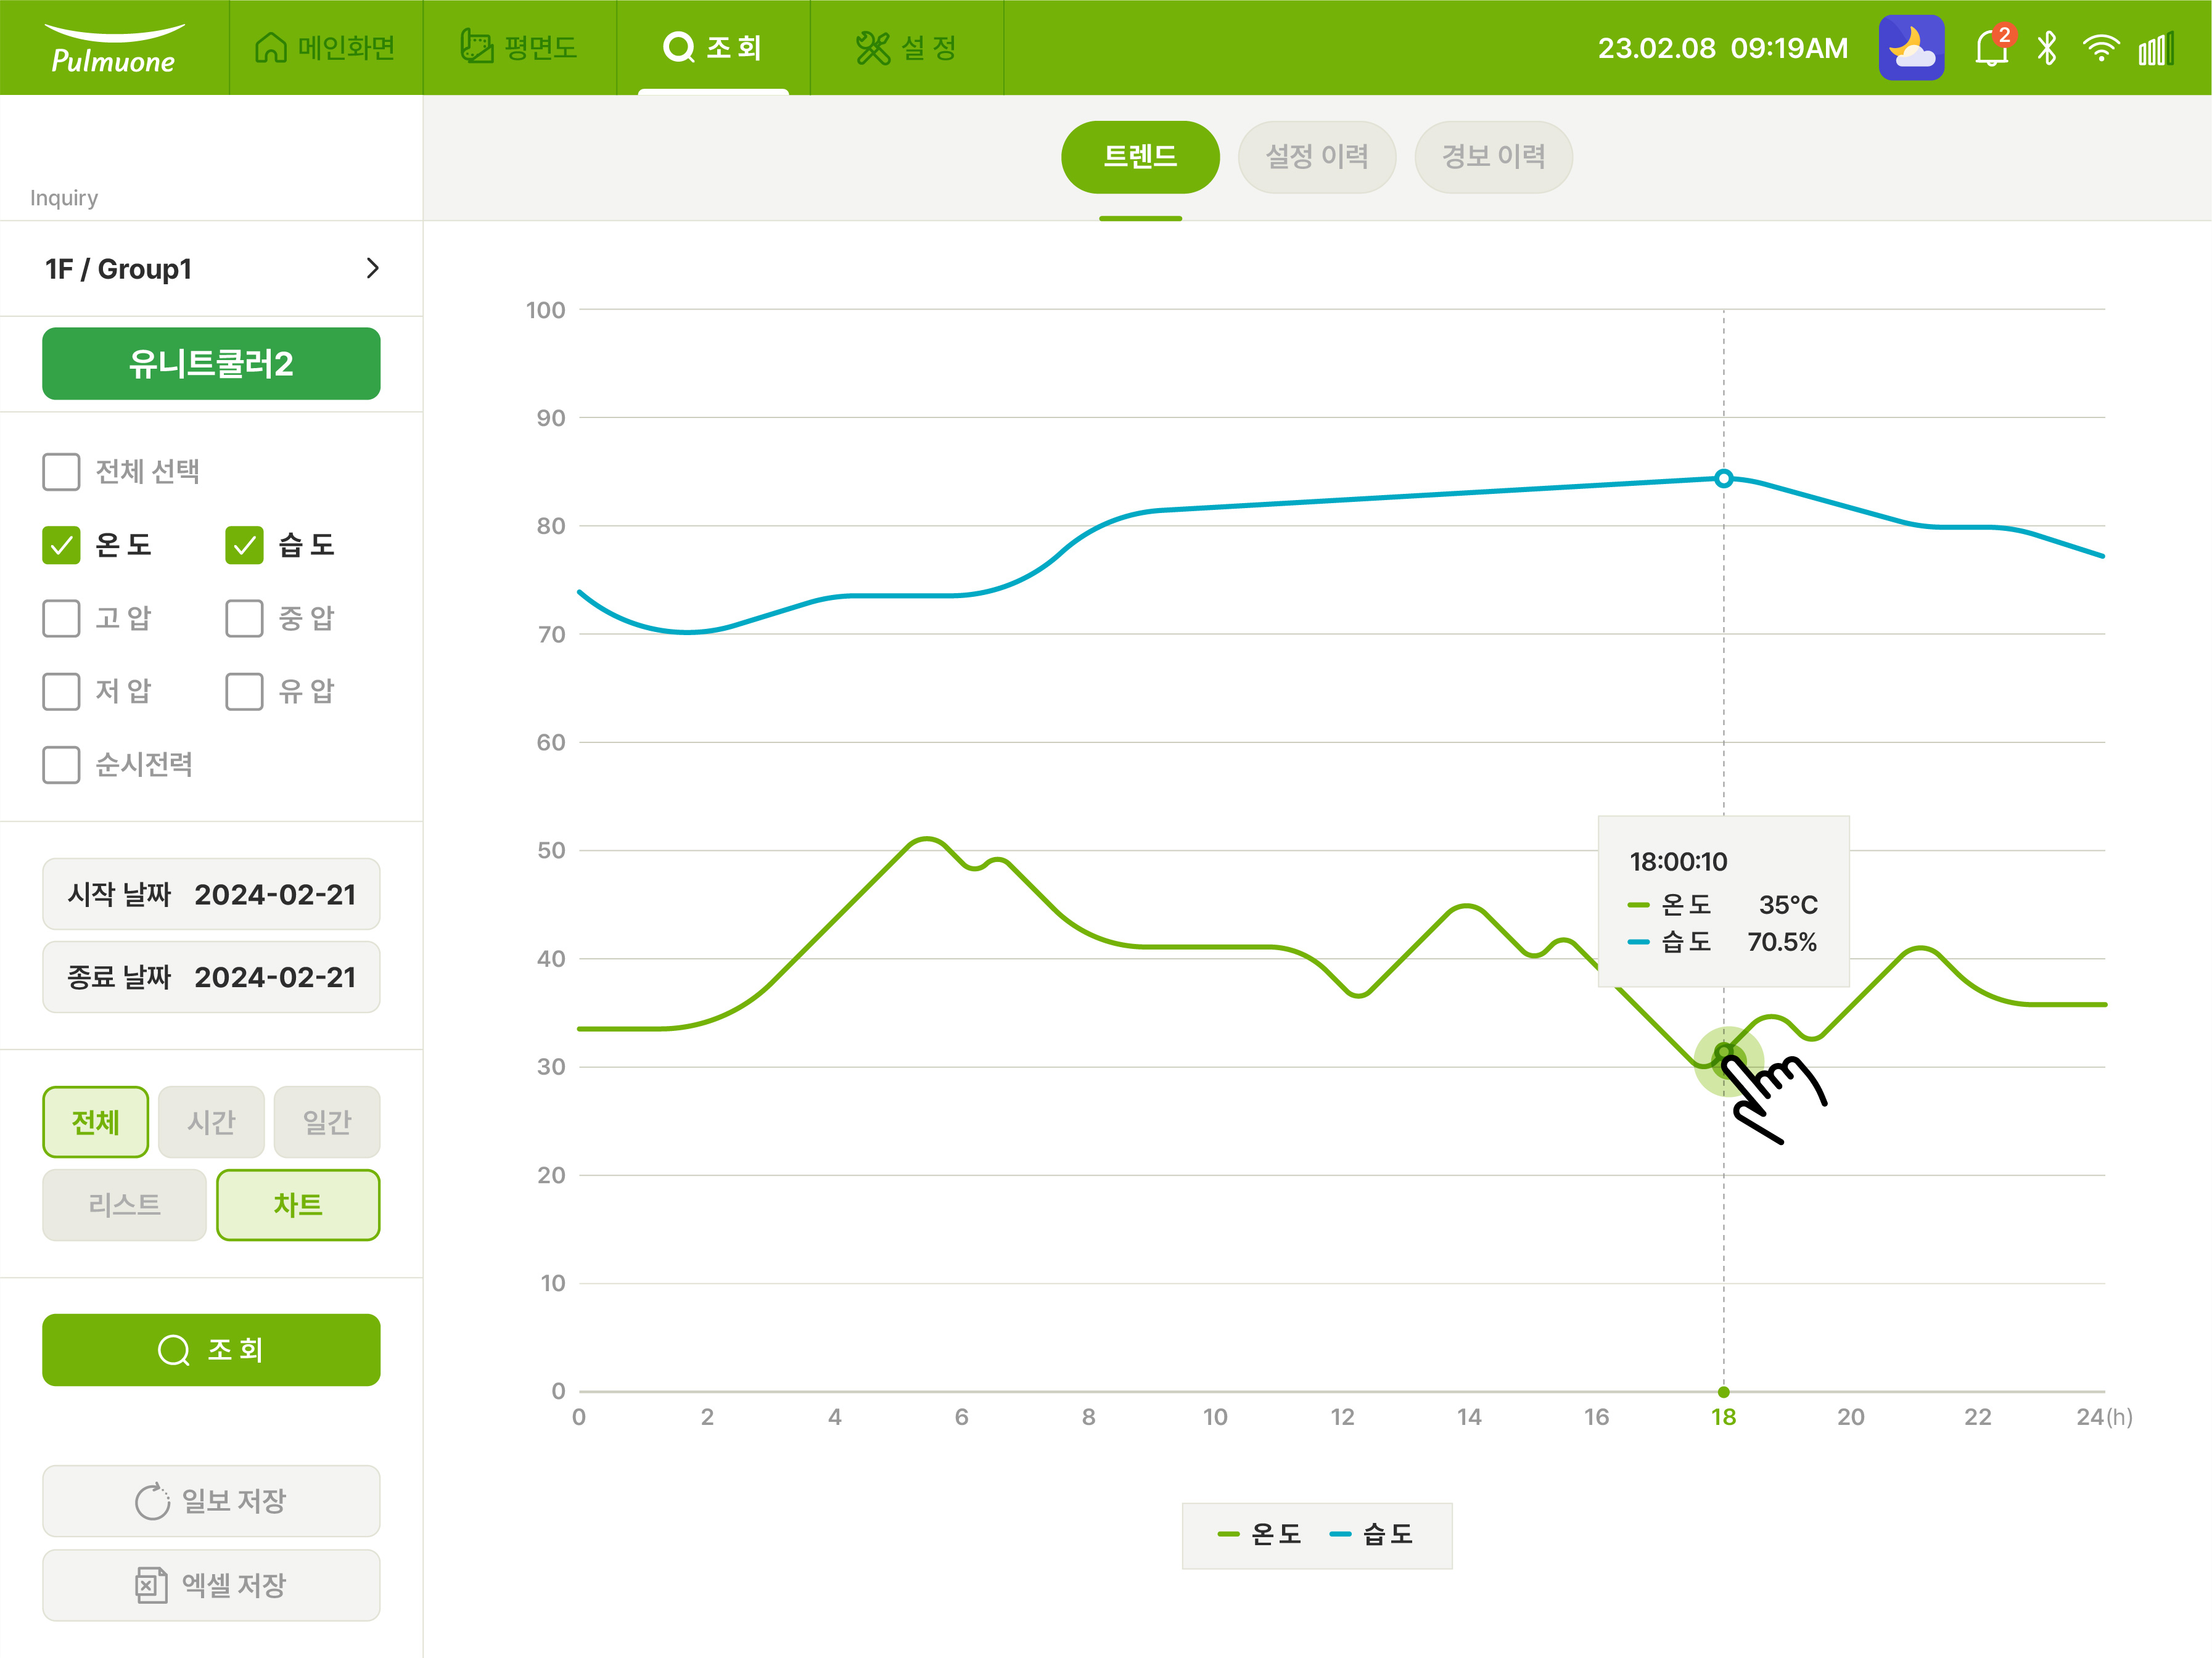 Pulmuone
메인화면
평면도
조 회
설 정
23.02.08 09:19AM
2
Inquiry
트렌드
설정 이력
경보 이력
1F / Group1
유니트쿨러2
전체 선택
온 도
습 도
고 압
중 압
저 압
유 압
순시전력
시작 날짜 2024-02-21
종료 날짜 2024-02-21
전체
시간
일간
리스트
차트
조 회
일보 저장
엑셀 저장
100
90
80
70
60
50
40
30
20
10
0
0 2 4 6 8 10 12 14 16 18 20 22 24(h)
18:00:10
온 도 35°C
습 도 70.5%
온 도 습 도